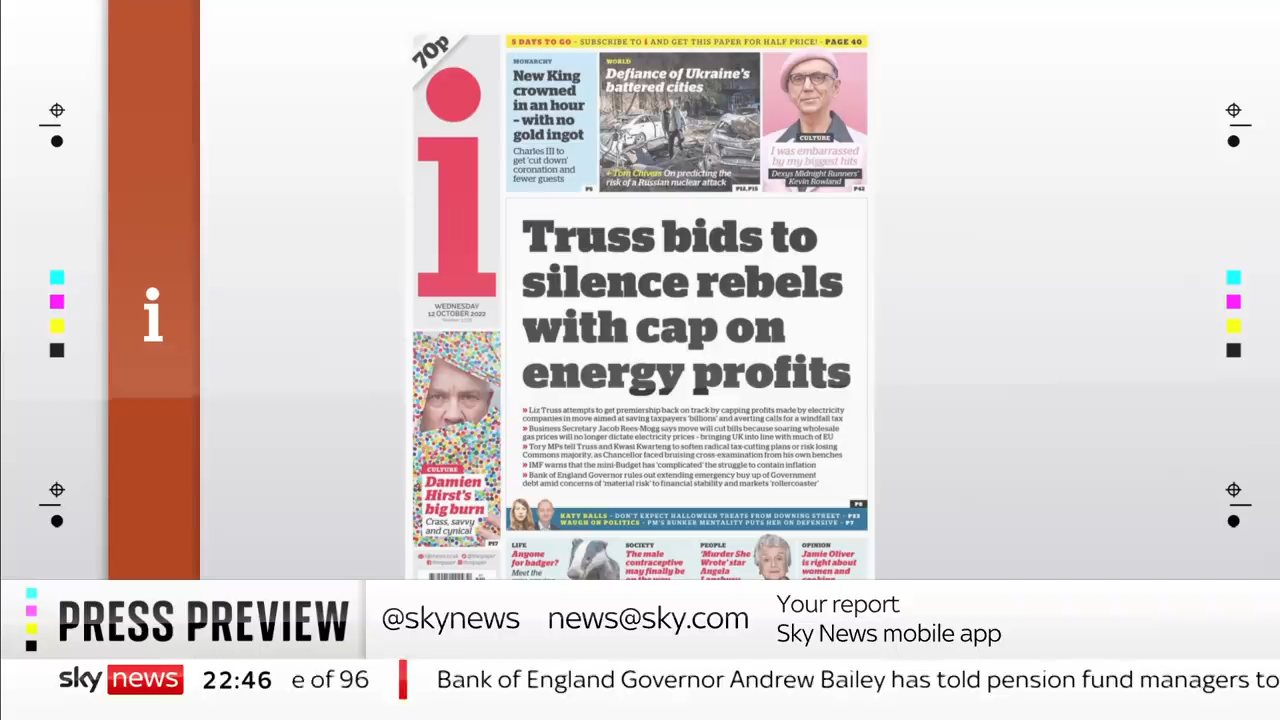 70p
i
5 DAYS TO GO - SUBSCRIBE TO i AND GET THIS PAPER FOR HALF PRICE! - PAGE 40
MONARCHY
New King
crowned
in an hour
– with no
gold ingot
Charles III to
get 'cut down'
coronation and
fewer guests
P5
WORLD
Defiance of Ukraine's
battered cities
+ Tom Chivers On predicting the
risk of a Russian nuclear attack
P12, P15
CULTURE
I was embarrassed
by my biggest hits
Dexys Midnight Runners'
Kevin Rowland
P42
WEDNESDAY
12 OCTOBER 2022
Truss bids to
silence rebels
with cap on
energy profits
» Liz Truss attempts to get premiership back on track by capping profits made by electricity
companies in move aimed at saving taxpayers 'billions' and averting calls for a windfall tax
» Business Secretary Jacob Rees-Mogg says move will cut bills because soaring wholesale
gas prices will no longer dictate electricity prices – bringing UK into line with much of EU
» Tory MPs tell Truss and Kwasi Kwarteng to soften radical tax-cutting plans or risk losing
Commons majority, as Chancellor faced bruising cross-examination from his own benches
» IMF warns that the mini-Budget has 'complicated' the struggle to contain inflation
» Bank of England Governor rules out extending emergency buy up of Government
debt amid concerns of 'material risk' to financial stability and markets 'rollercoaster'
P6
KATY BALLS - DON'T EXPECT HALLOWEEN TREATS FROM DOWNING STREET - P23
WAUGH ON POLITICS - PM'S BUNKER MENTALITY PUTS HER ON DEFENSIVE - P7
CULTURE
Damien
Hirst's
big burn
Crass, savvy
and cynical
P17
LIFE
Anyone
for badger?
Meet the
SOCIETY
The male
contraceptive
may finally be
PEOPLE
'Murder She
Wrote' star
Angela
OPINION
Jamie Oliver
is right about
women and
i
PRESS PREVIEW
@skynews news@sky.com
Your report
Sky News mobile app
sky news 22:46 e of 96 Bank of England Governor Andrew Bailey has told pension fund managers to